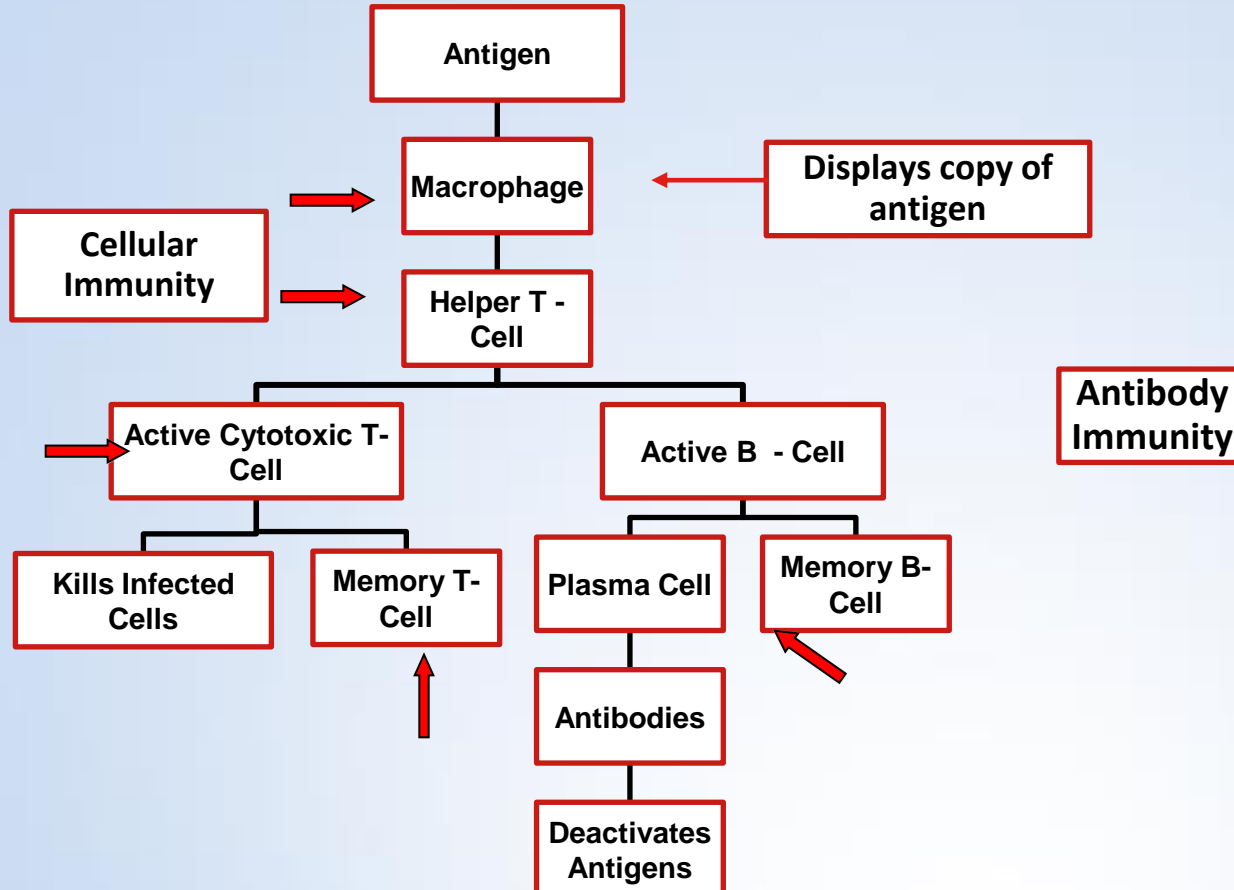 Antigen
Macrophage
Displays copy of
antigen
Cellular
Immunity
Helper T -
Cell
Active Cytotoxic T-
Cell
Active B  - Cell
Antibody
Immunity
Kills Infected
Cells
Memory T-
Cell
Plasma Cell
Memory B-
Cell
Antibodies
Deactivates
Antigens